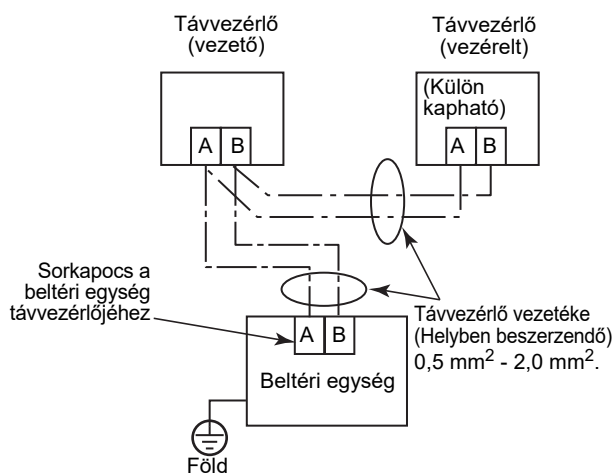 Távvezérlő
(vezető)
Távvezérlő
(vezérelt)
(Külön
kapható)
A B
A B
Sorkapocs a
beltéri egység
távvezérlőjéhez
A B
Távvezérlő vezetéke
(Helyben beszerzendő)
0,5 mm² - 2,0 mm².
Beltéri egység
Föld